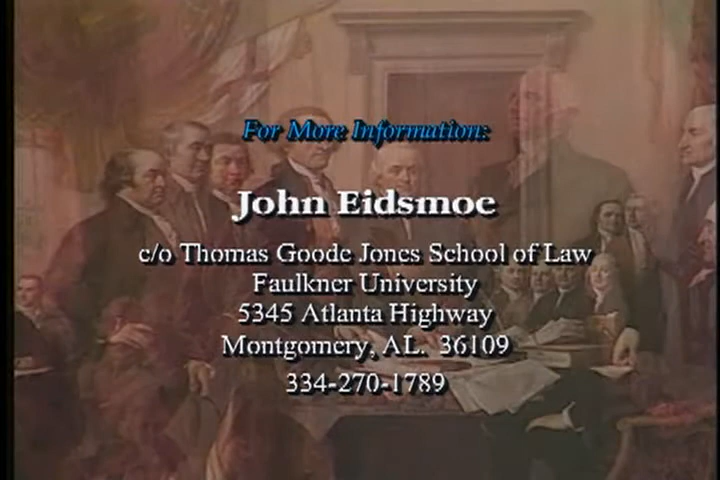 For More Information:
John Eidsmoe
c/o Thomas Goode Jones School of Law
Faulkner University
5345 Atlanta Highway
Montgomery, AL.  36109
334-270-1789